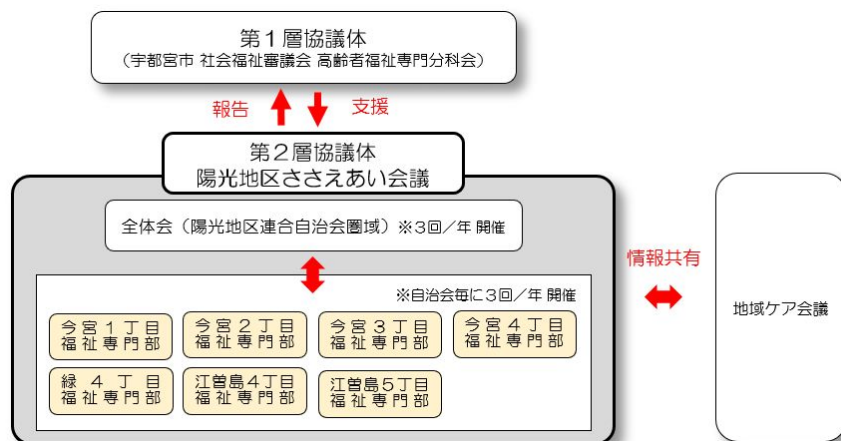 第１層協議体
（宇都宮市 社会福祉審議会 高齢者福祉専門分科会）
報告
支援
第２層協議体
陽光地区ささえあい会議
全体会（陽光地区連合自治会圏域）※３回／年 開催
情報共有
地域ケア会議
※自治会毎に３回／年 開催
今宮１丁目
福祉専門部
今宮２丁目
福祉専門部
今宮３丁目
福祉専門部
今宮４丁目
福祉専門部
緑４丁目
福祉専門部
江曽島４丁目
福祉専門部
江曽島５丁目
福祉専門部